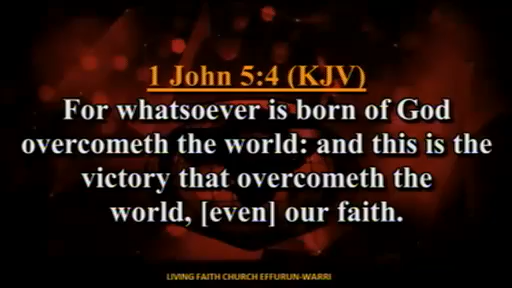 1 John 5:4 (KJV)
For whatsoever is born of God
overcometh the world: and this is the
victory that overcometh the
world, [even] our faith.
LIVING FAITH CHURCH EFFURUN-WARRI